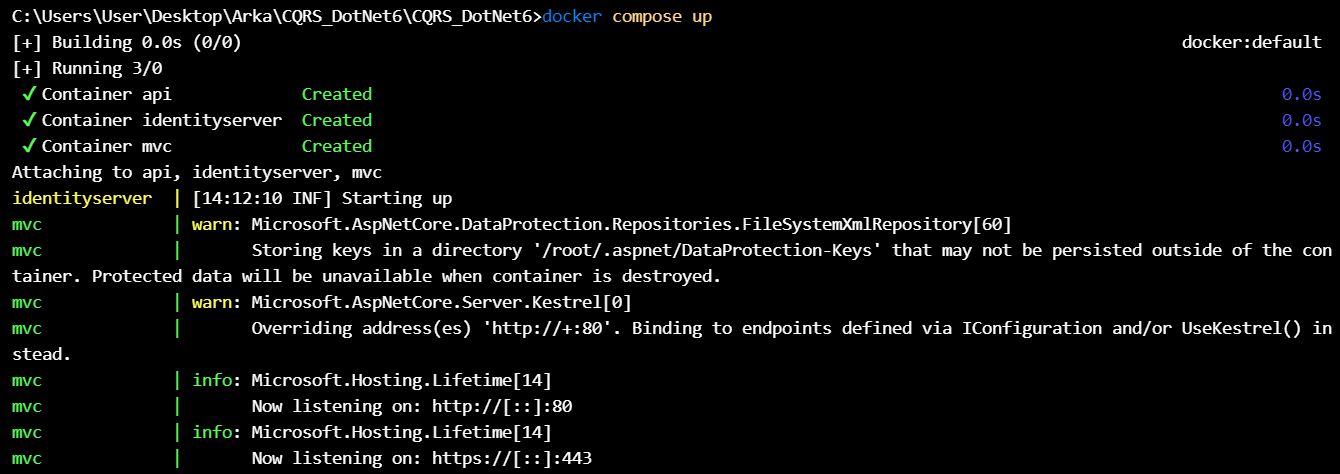 C:\Users\User\Desktop\Arka\CQRS_DotNet6\CQRS_DotNet6>docker compose up
[+] Building 0.0s (0/0) docker:default
[+] Running 3/0
✔ Container api Created 0.0s
✔ Container identityserver Created 0.0s
✔ Container mvc Created 0.0s
Attaching to api, identityserver, mvc
identityserver | [14:12:10 INF] Starting up
mvc | warn: Microsoft.AspNetCore.DataProtection.Repositories.FileSystemXmlRepository[60]
mvc | Storing keys in a directory '/root/.aspnet/DataProtection-Keys' that may not be persisted outside of the con
tainer. Protected data will be unavailable when container is destroyed.
mvc | warn: Microsoft.AspNetCore.Server.Kestrel[0]
mvc | Overriding address(es) 'http://+:80'. Binding to endpoints defined via IConfiguration and/or UseKestrel() in
stead.
mvc | info: Microsoft.Hosting.Lifetime[14]
mvc | Now listening on: http://[::]:80
mvc | info: Microsoft.Hosting.Lifetime[14]
mvc | Now listening on: https://[::]:443